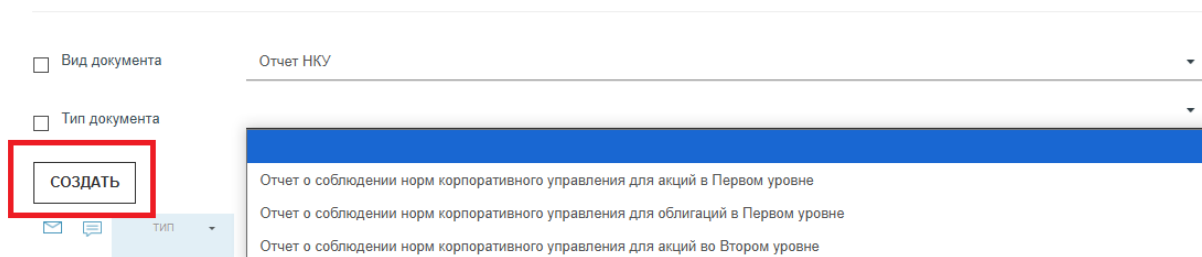 Вид документа
Отчет НКУ
Тип документа
СОЗДАТЬ
Отчет о соблюдении норм корпоративного управления для акций в Первом уровне
Отчет о соблюдении норм корпоративного управления для облигаций в Первом уровне
ТИП
Отчет о соблюдении норм корпоративного управления для акций во Втором уровне